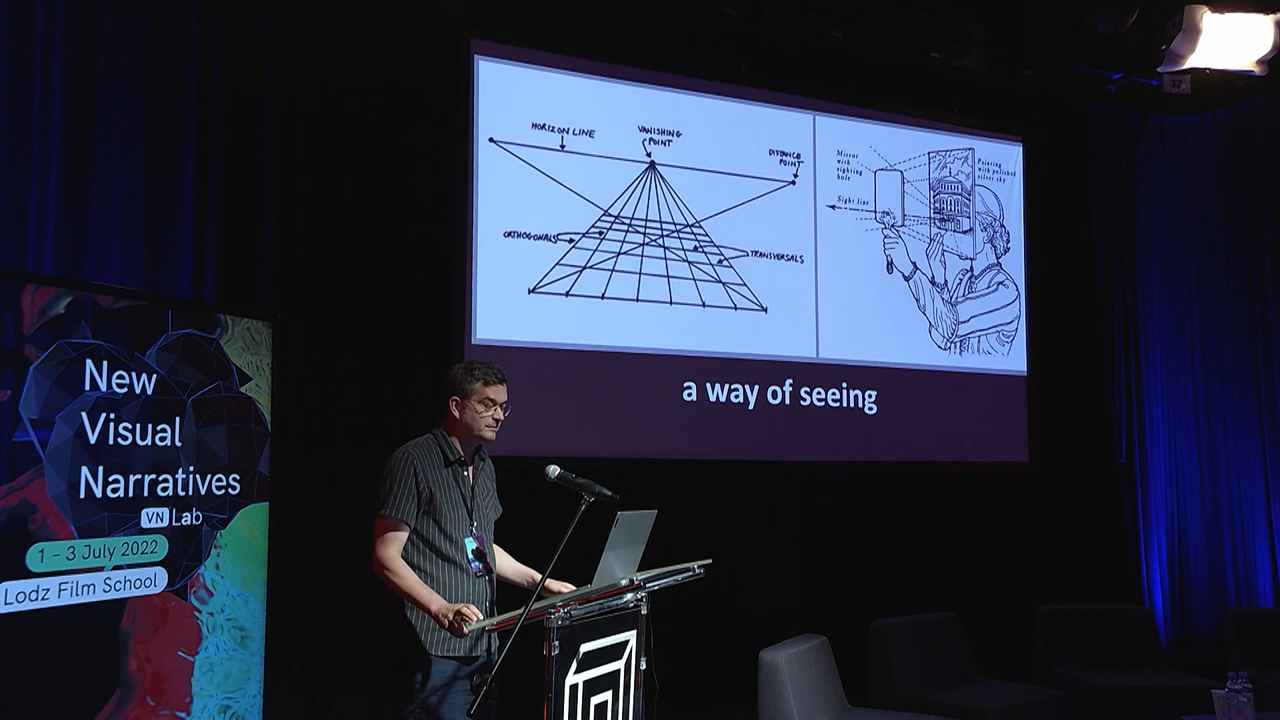 HORIZON LINE
VANISHING
POINT
DISTANCE
POINT
ORTHOGONALS
TRANSVERSALS
Mirror
with
sighting
hole
Painting
with polished
silver sky
Sight line
a way of seeing
New
Visual
Narratives
VN Lab
1 - 3 July 2022
Lodz Film School
37